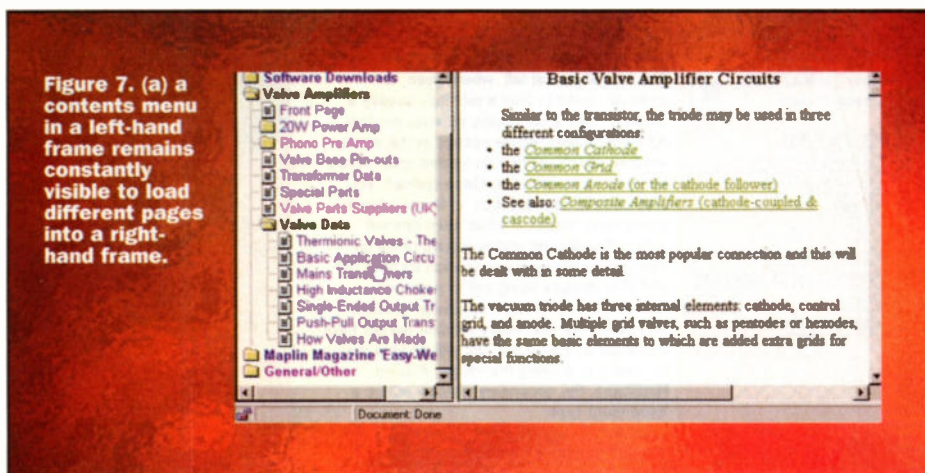 Figure 7. (a) a
contents menu
in a left-hand
frame remains
constantly
visible to load
different pages
into a right-
hand frame.
Software Downloads
Valve Amplifiers
Front Page
20W Power Amp
Phono Pre Amp
Valve Base Pin-outs
Transformer Data
Special Parts
Valve Parts Suppliers (UK)
Valve Data
Thermionic Valves - The
Basic Application Circu
Mains Transformers
High Inductance Choke
Single-Ended Output Tr
Push-Pull Output Trans
How Valves Are Made
Maplin Magazine 'Easy-We
General/Other
Basic Valve Amplifier Circuits
Similar to the transistor, the triode may be used in three
different configurations:
• the Common Cathode
• the Common Grid
• the Common Anode (or the cathode follower)
• See also: Composite Amplifiers (cathode-coupled &
cascode)
The Common Cathode is the most popular connection and this will
be dealt with in some detail.
The vacuum triode has three internal elements: cathode, control
grid, and anode. Multiple grid valves, such as pentodes or hexodes,
have the same basic elements to which are added extra grids for
special functions.
Document: Done